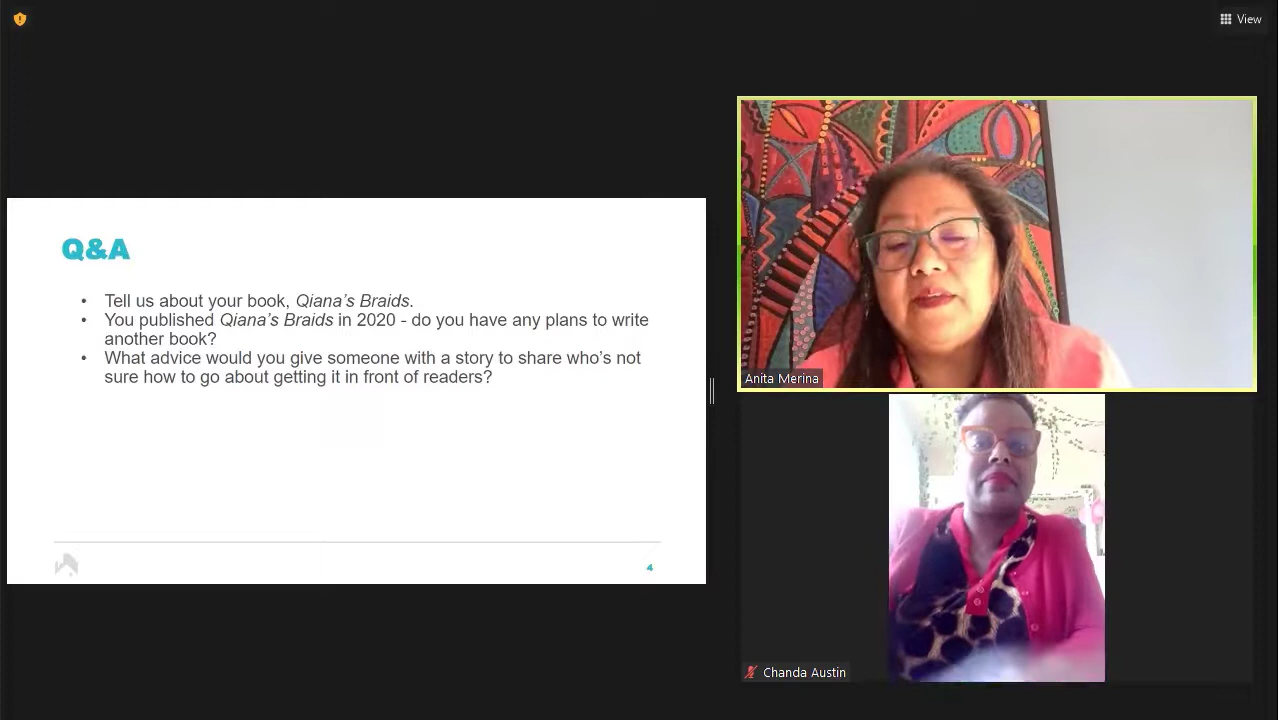 View
Q&A
• Tell us about your book, Qiana’s Braids.
• You published Qiana’s Braids in 2020 - do you have any plans to write
another book?
• What advice would you give someone with a story to share who’s not
sure how to go about getting it in front of readers?
4
Anita Merina
Chanda Austin